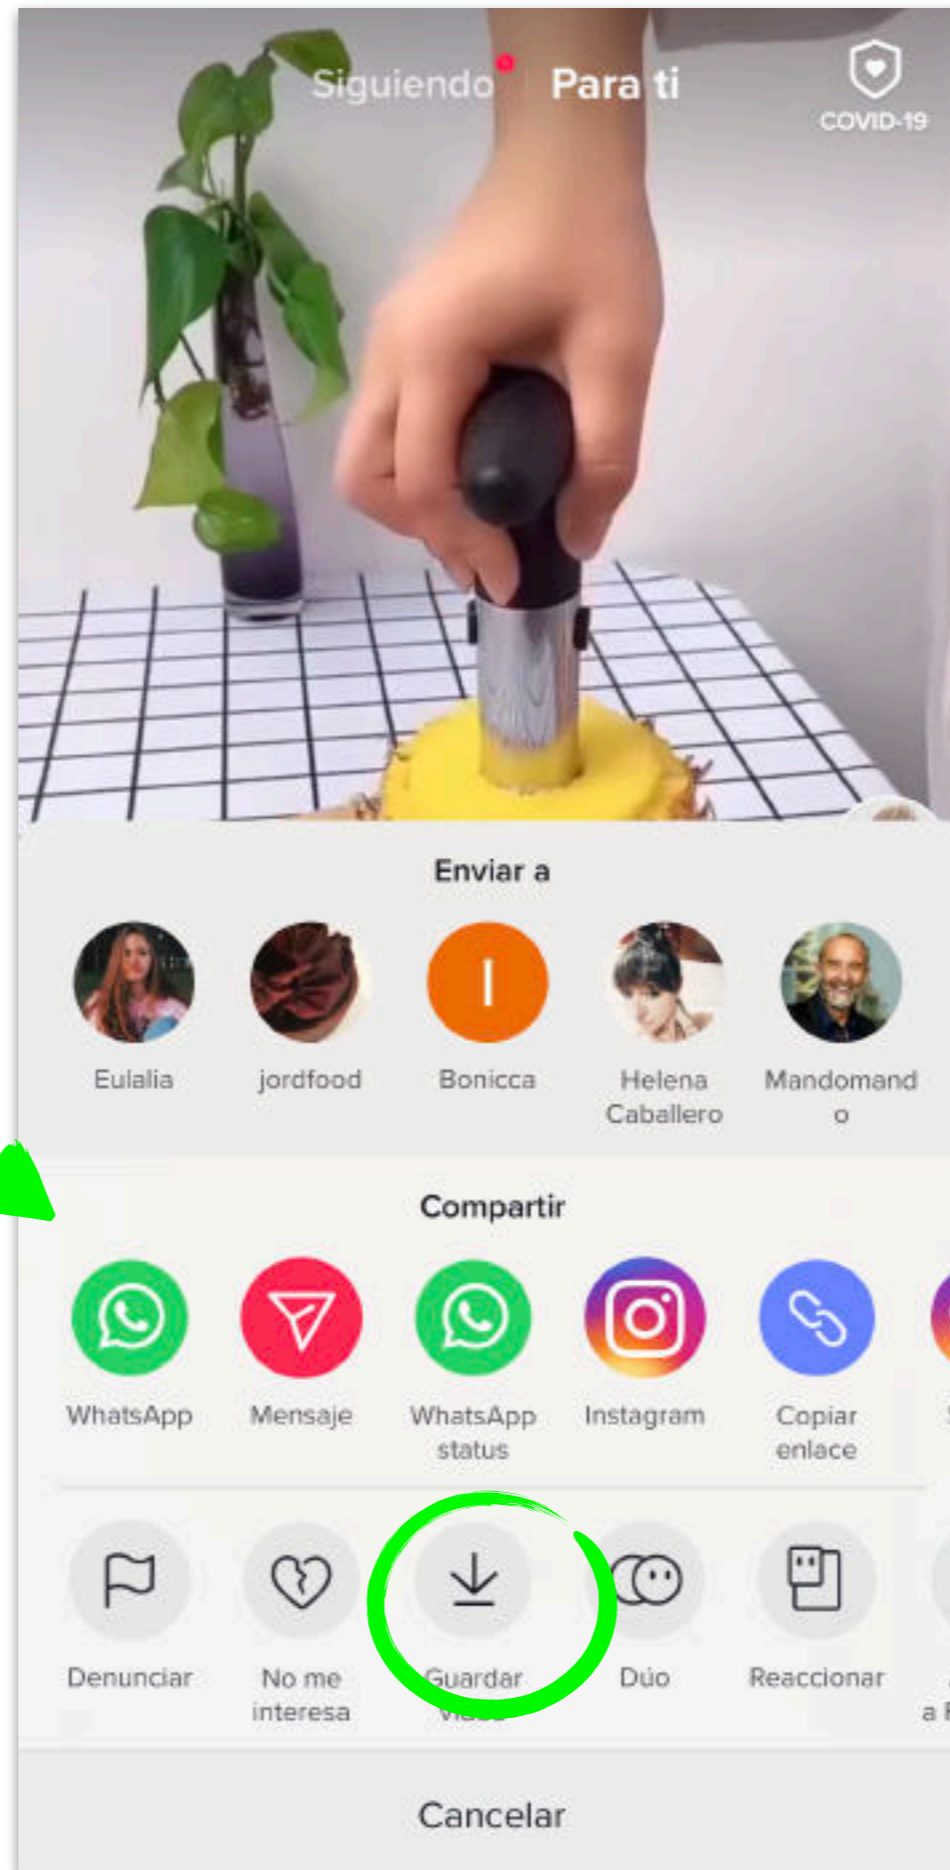 Siguiendo Para ti
COVID-19
Enviar a
Eulalia jordfood Bonicca Helena Mandomand
Caballero o
Compartir
WhatsApp Mensaje WhatsApp Instagram Copiar
status enlace
Denunciar No me Guardar Dúo Reaccionar
interesa a
Cancelar